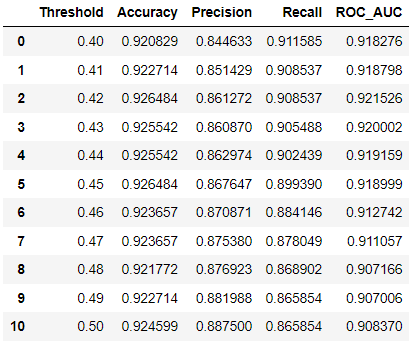 Threshold Accuracy Precision Recall ROC_AUC
0 0.40 0.920829 0.844633 0.911585 0.918276
1 0.41 0.922714 0.851429 0.908537 0.918798
2 0.42 0.926484 0.861272 0.908537 0.921526
3 0.43 0.925542 0.860870 0.905488 0.920002
4 0.44 0.925542 0.862974 0.902439 0.919159
5 0.45 0.926484 0.867647 0.899390 0.918999
6 0.46 0.923657 0.870871 0.884146 0.912742
7 0.47 0.923657 0.875380 0.878049 0.911057
8 0.48 0.921772 0.876923 0.868902 0.907166
9 0.49 0.922714 0.881988 0.865854 0.907006
10 0.50 0.924599 0.887500 0.865854 0.908370